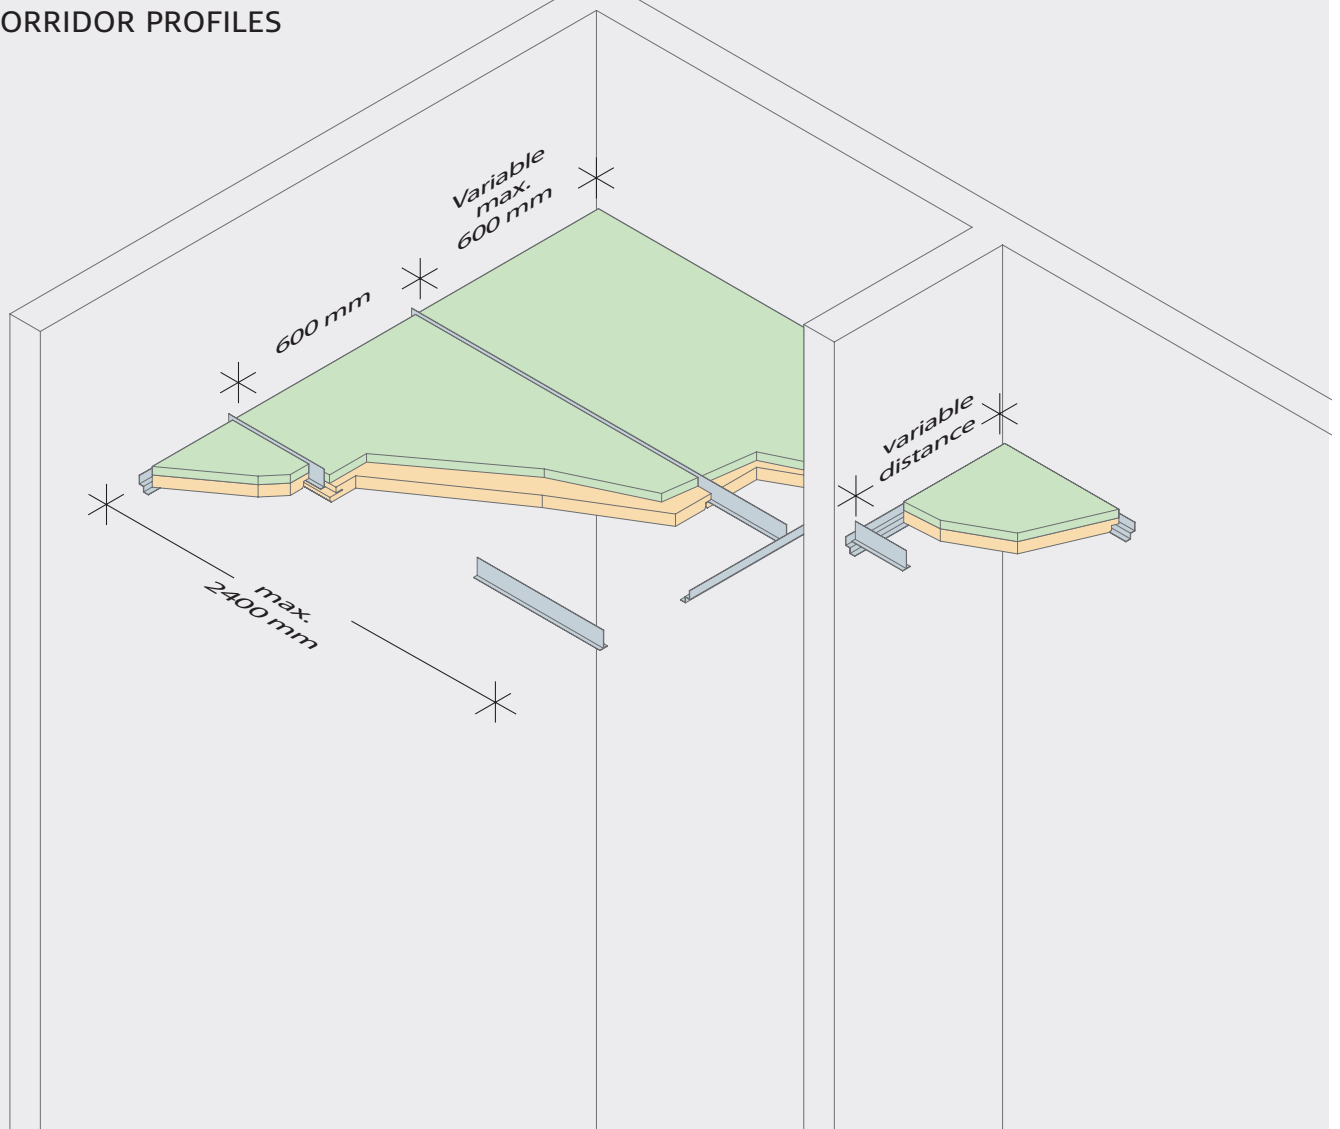 ORRIDOR PROFILES
Variable
max.
600 mm
600 mm
variable
distance
max.
2400 mm